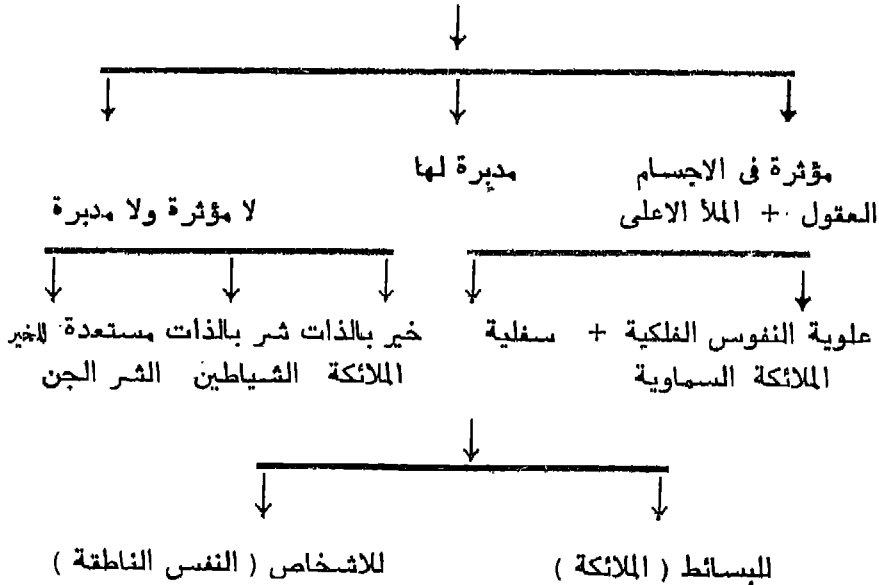 مؤثرة فى الاجسام مدبرة لها
العقول + الملأ الاعلى لا مؤثرة ولا مدبرة
علوية النفوس الفلكية + سفلية خير بالذات شر بالذات مستعدة للخير
الملائكة السماوية الملائكة الشياطين الشر الجن
للبسائط ( الملائكة ) للاشخاص ( النفس الناطقة )